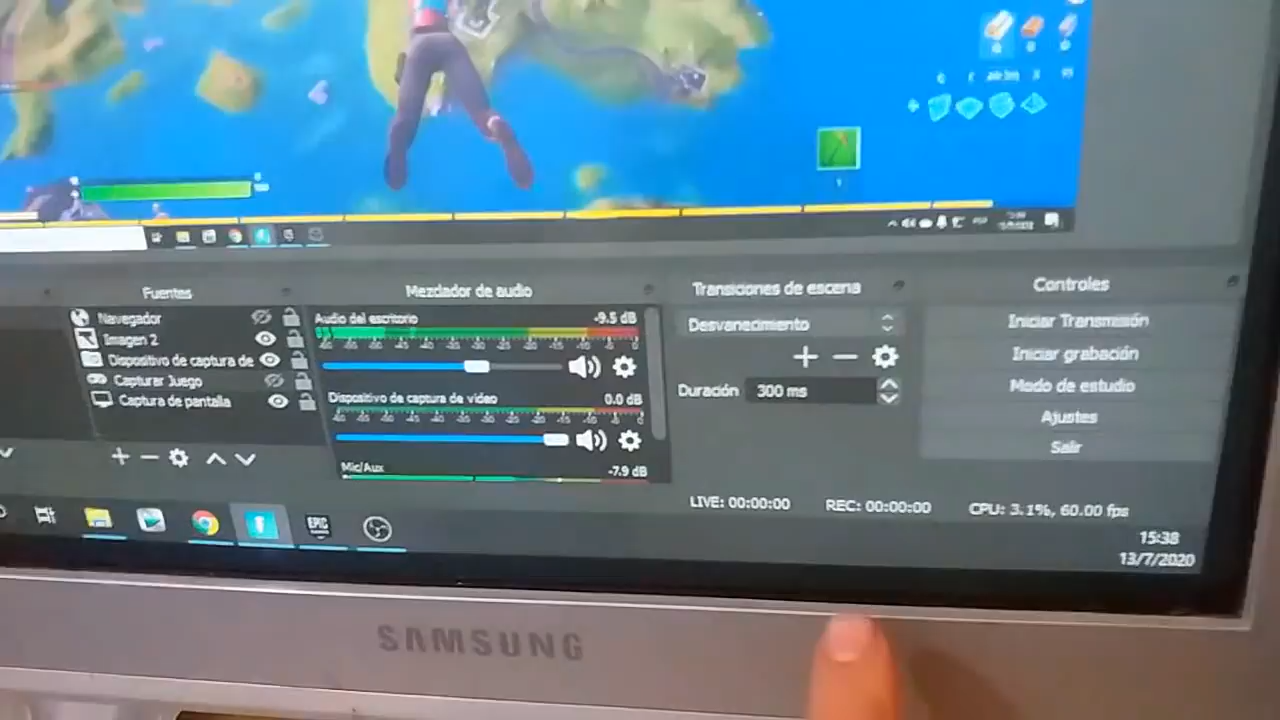 Fuentes
Navegador
Imagen 2
Dispositivo de captura de
Capturar Juego
Captura de pantalla
Mezclador de audio
Audio del escritorio -9.5 dB
Dispositivo de captura de vídeo 0.0 dB
Mic/Aux -7.9 dB
Transiciones de escena
Desvanecimiento
Duración 300 ms
Controles
Iniciar Transmisión
Iniciar grabación
Modo de estudio
Ajustes
Salir
LIVE: 00:00:00 REC: 00:00:00 CPU: 3.1%, 60.00 fps
EPIC
15:38
13/7/2020
SAMSUNG